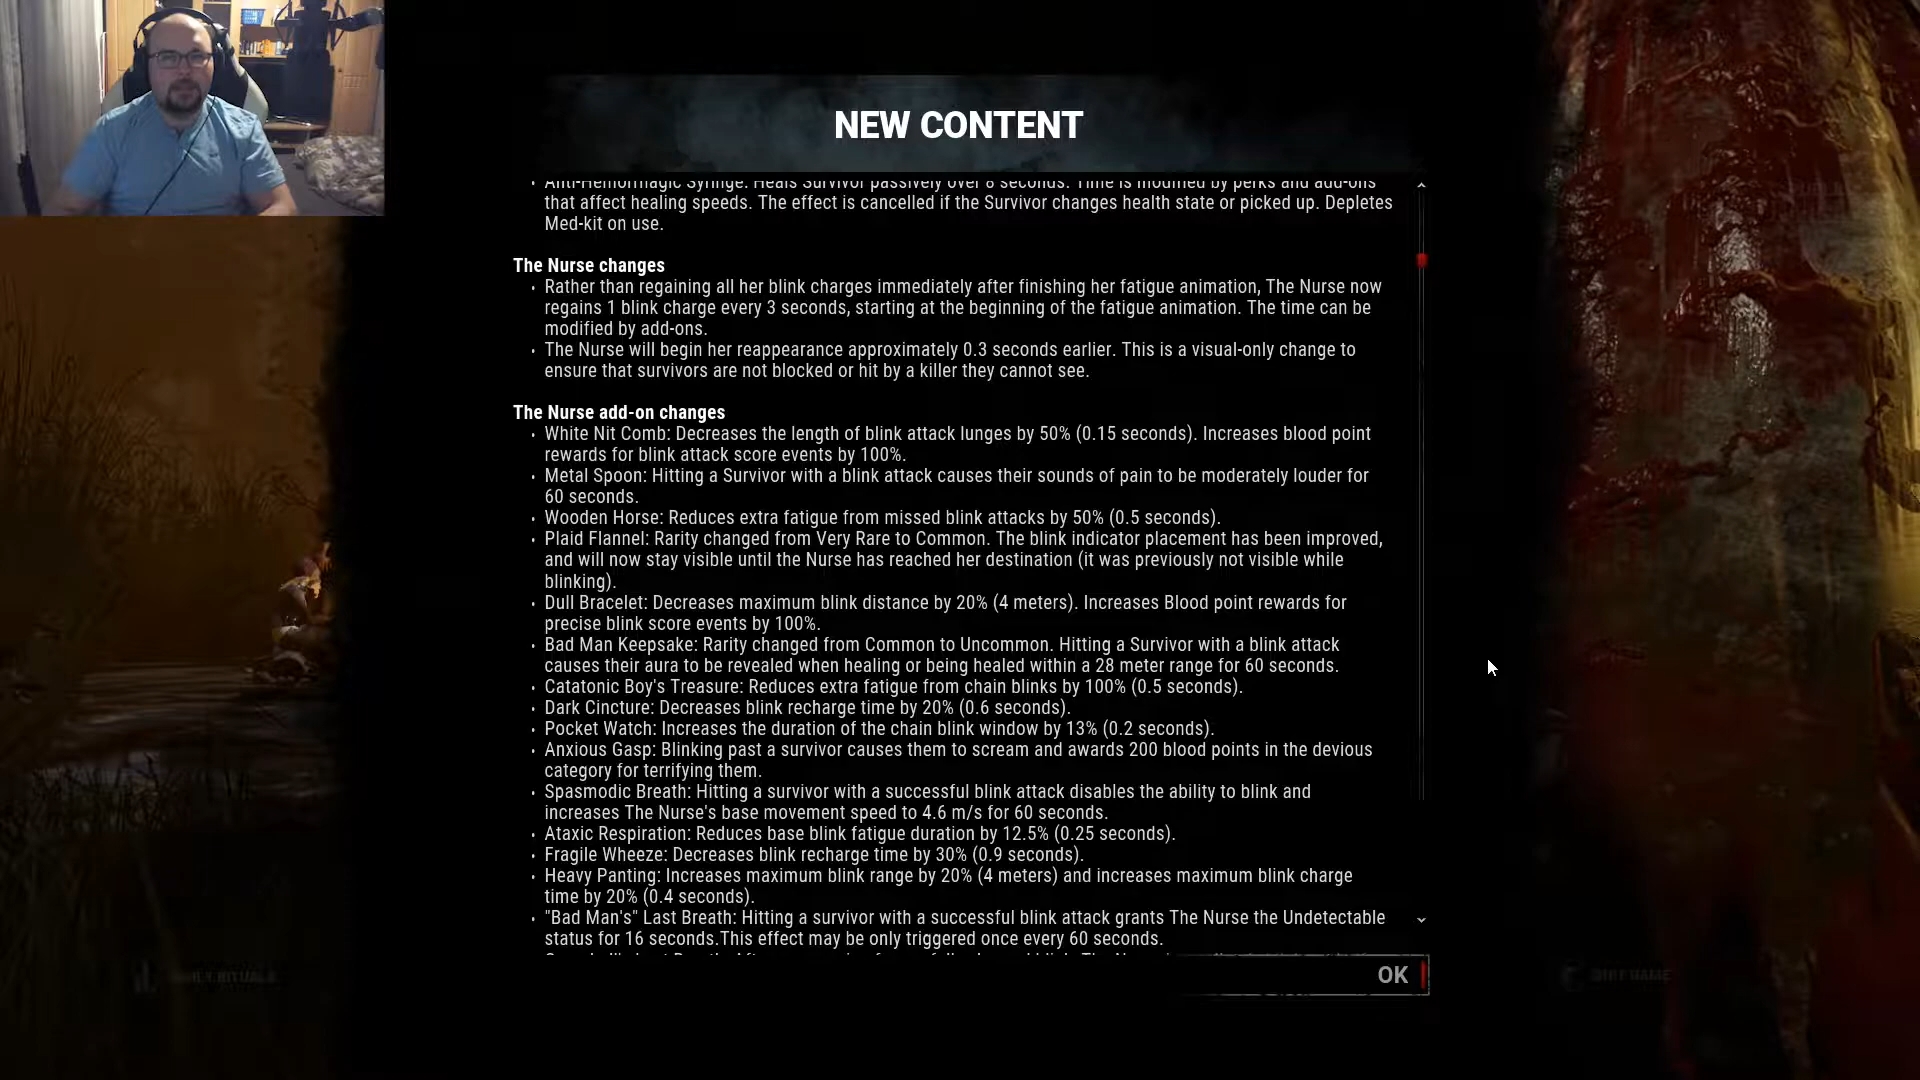 NEW CONTENT
Anti-Hemorrhagic Syringe: Heals Survivor passively over 8 seconds. Time is modified by perks and add-ons
that affect healing speeds. The effect is cancelled if the Survivor changes health state or picked up. Depletes
Med-kit on use.
The Nurse changes
Rather than regaining all her blink charges immediately after finishing her fatigue animation, The Nurse now
regains 1 blink charge every 3 seconds, starting at the beginning of the fatigue animation. The time can be
modified by add-ons.
The Nurse will begin her reappearance approximately 0.3 seconds earlier. This is a visual-only change to
ensure that survivors are not blocked or hit by a killer they cannot see.
The Nurse add-on changes
White Nit Comb: Decreases the length of blink attack lunges by 50% (0.15 seconds). Increases blood point
rewards for blink attack score events by 100%.
Metal Spoon: Hitting a Survivor with a blink attack causes their sounds of pain to be moderately louder for
60 seconds.
Wooden Horse: Reduces extra fatigue from missed blink attacks by 50% (0.5 seconds).
Plaid Flannel: Rarity changed from Very Rare to Common. The blink indicator placement has been improved,
and will now stay visible until the Nurse has reached her destination (it was previously not visible while
blinking).
Dull Bracelet: Decreases maximum blink distance by 20% (4 meters). Increases Blood point rewards for
precise blink score events by 100%.
Bad Man Keepsake: Rarity changed from Common to Uncommon. Hitting a Survivor with a blink attack
causes their aura to be revealed when healing or being healed within a 28 meter range for 60 seconds.
Catatonic Boy's Treasure: Reduces extra fatigue from chain blinks by 100% (0.5 seconds).
Dark Cincture: Decreases blink recharge time by 20% (0.6 seconds).
Pocket Watch: Increases the duration of the chain blink window by 13% (0.2 seconds).
Anxious Gasp: Blinking past a survivor causes them to scream and awards 200 blood points in the devious
category for terrifying them.
Spasmodic Breath: Hitting a survivor with a successful blink attack disables the ability to blink and
increases The Nurse's base movement speed to 4.6 m/s for 60 seconds.
Ataxic Respiration: Reduces base blink fatigue duration by 12.5% (0.25 seconds).
Fragile Wheeze: Decreases blink recharge time by 30% (0.9 seconds).
Heavy Panting: Increases maximum blink range by 20% (4 meters) and increases maximum blink charge
time by 20% (0.4 seconds).
"Bad Man's" Last Breath: Hitting a survivor with a successful blink attack grants The Nurse the Undetectable
status for 16 seconds.This effect may be only triggered once every 60 seconds.
OK